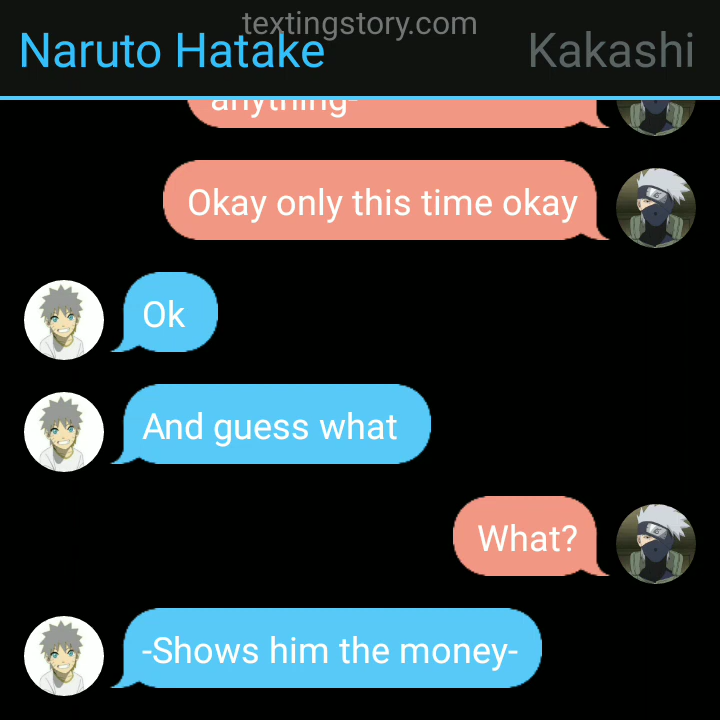 textingstory.com
Naruto Hatake
Kakashi
anything-
Okay only this time okay
Ok
And guess what
What?
-Shows him the money-